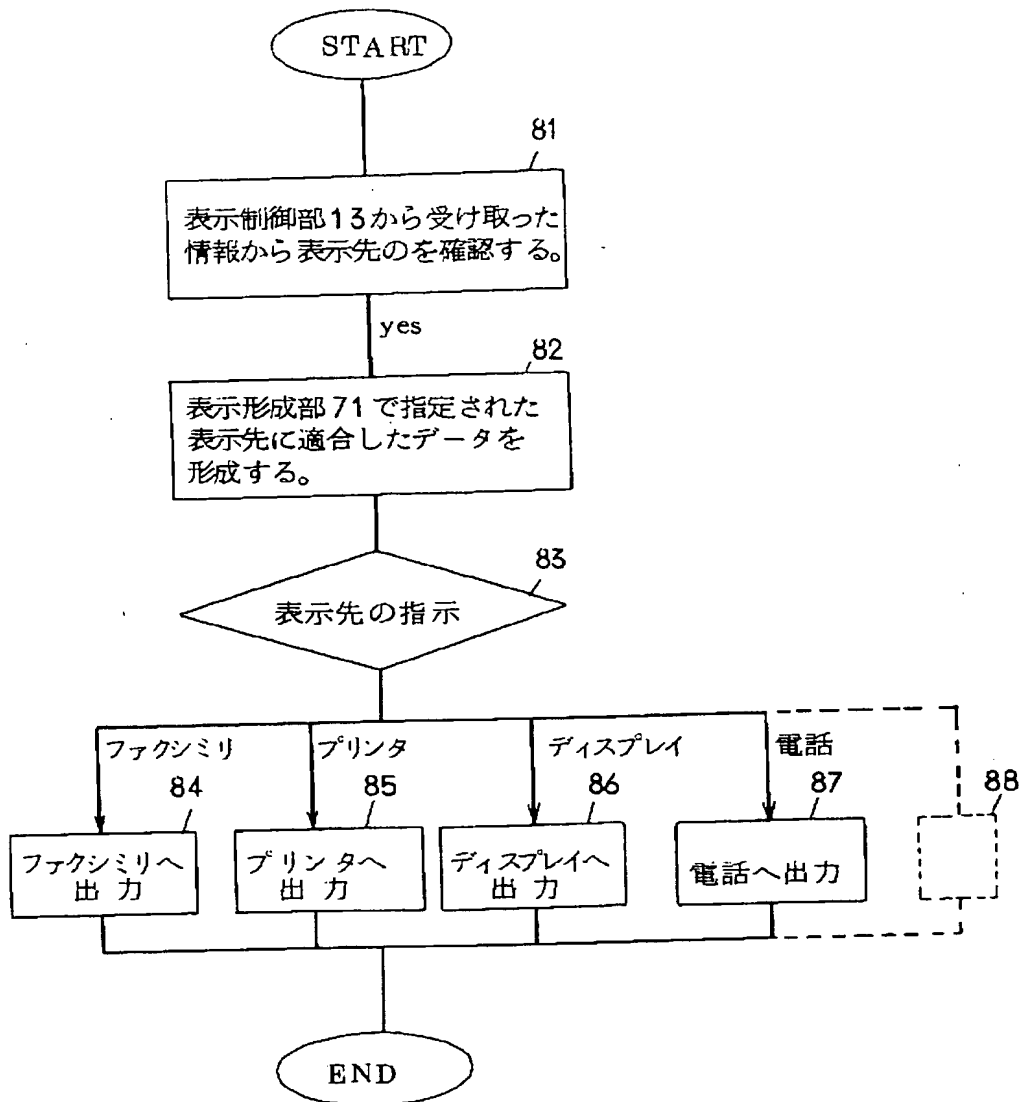 START
81
表示制御部13から受け取った
情報から表示先のを確認する。
yes
82
表示形成部71で指定された
表示先に適合したデータを
形成する。
83
表示先の指示
ファクシミリ
プリンタ
ディスプレイ
電話
84
85
86
87
88
ファクシミリへ
出力
プリンタへ
出力
ディスプレイへ
出力
電話へ出力
END